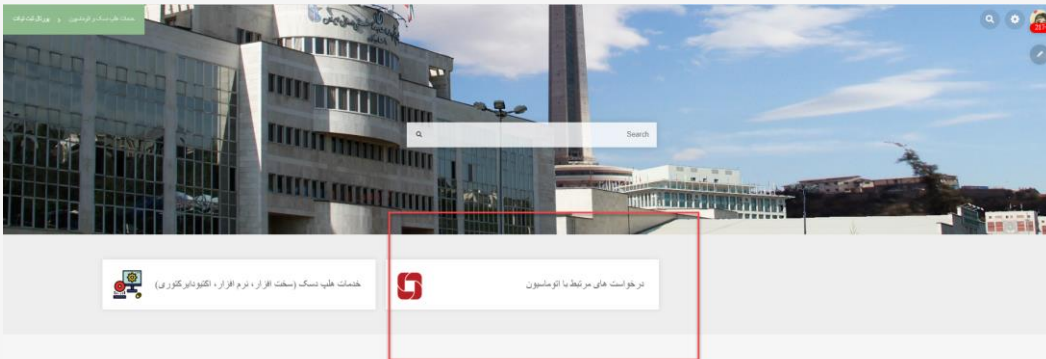 خدمات هلپ دسک و اتوماسیون
پورتال ثبت تیکت
217
Search
درخواست های مرتبط با اتوماسیون
خدمات هلپ دسک (سخت افزار، نرم افزار، اکتیودایرکتوری)